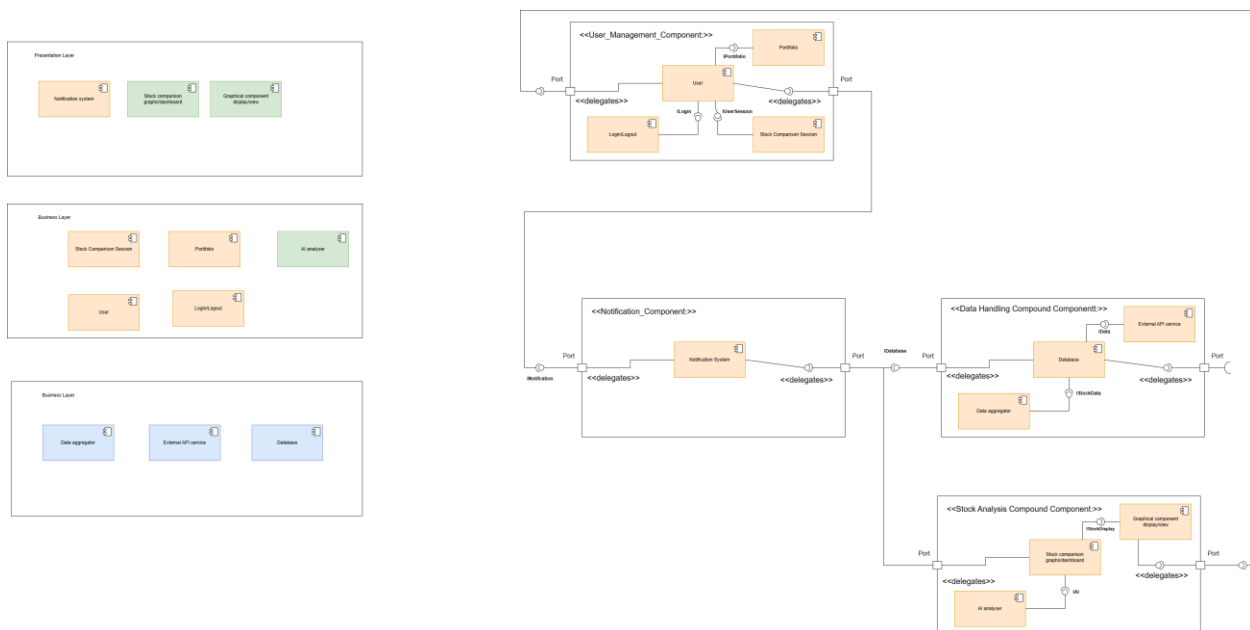 Presentation Layer
Notification system
Stock comparison
graphs/dashboard
Graphical component
display/view
Business Layer
Stock Comparison Session
Portfolio
AI analyser
User
Login/Logout
Business Layer
Data aggregator
External API service
Database
<<User_Management_Component:>>
Portfolio
IPortfolio
User
Port
Port
<<delegates>>
<<delegates>>
ILogin
IUserSession
Login/Logout
Stock Comparison Session
<<Notification_Component:>>
Notification System
Port
Port
INotification
<<delegates>>
<<delegates>>
IDatabase
<<Data Handling Compound Componentt:>>
External API service
IData
Database
Port
Port
<<delegates>>
<<delegates>>
IStockData
Data aggregator
<<Stock Analysis Compound Component:>>
Graphical component
display/view
IStockDisplay
Stock comparison
graphs/dashboard
Port
Port
<<delegates>>
<<delegates>>
IAI
AI analyser